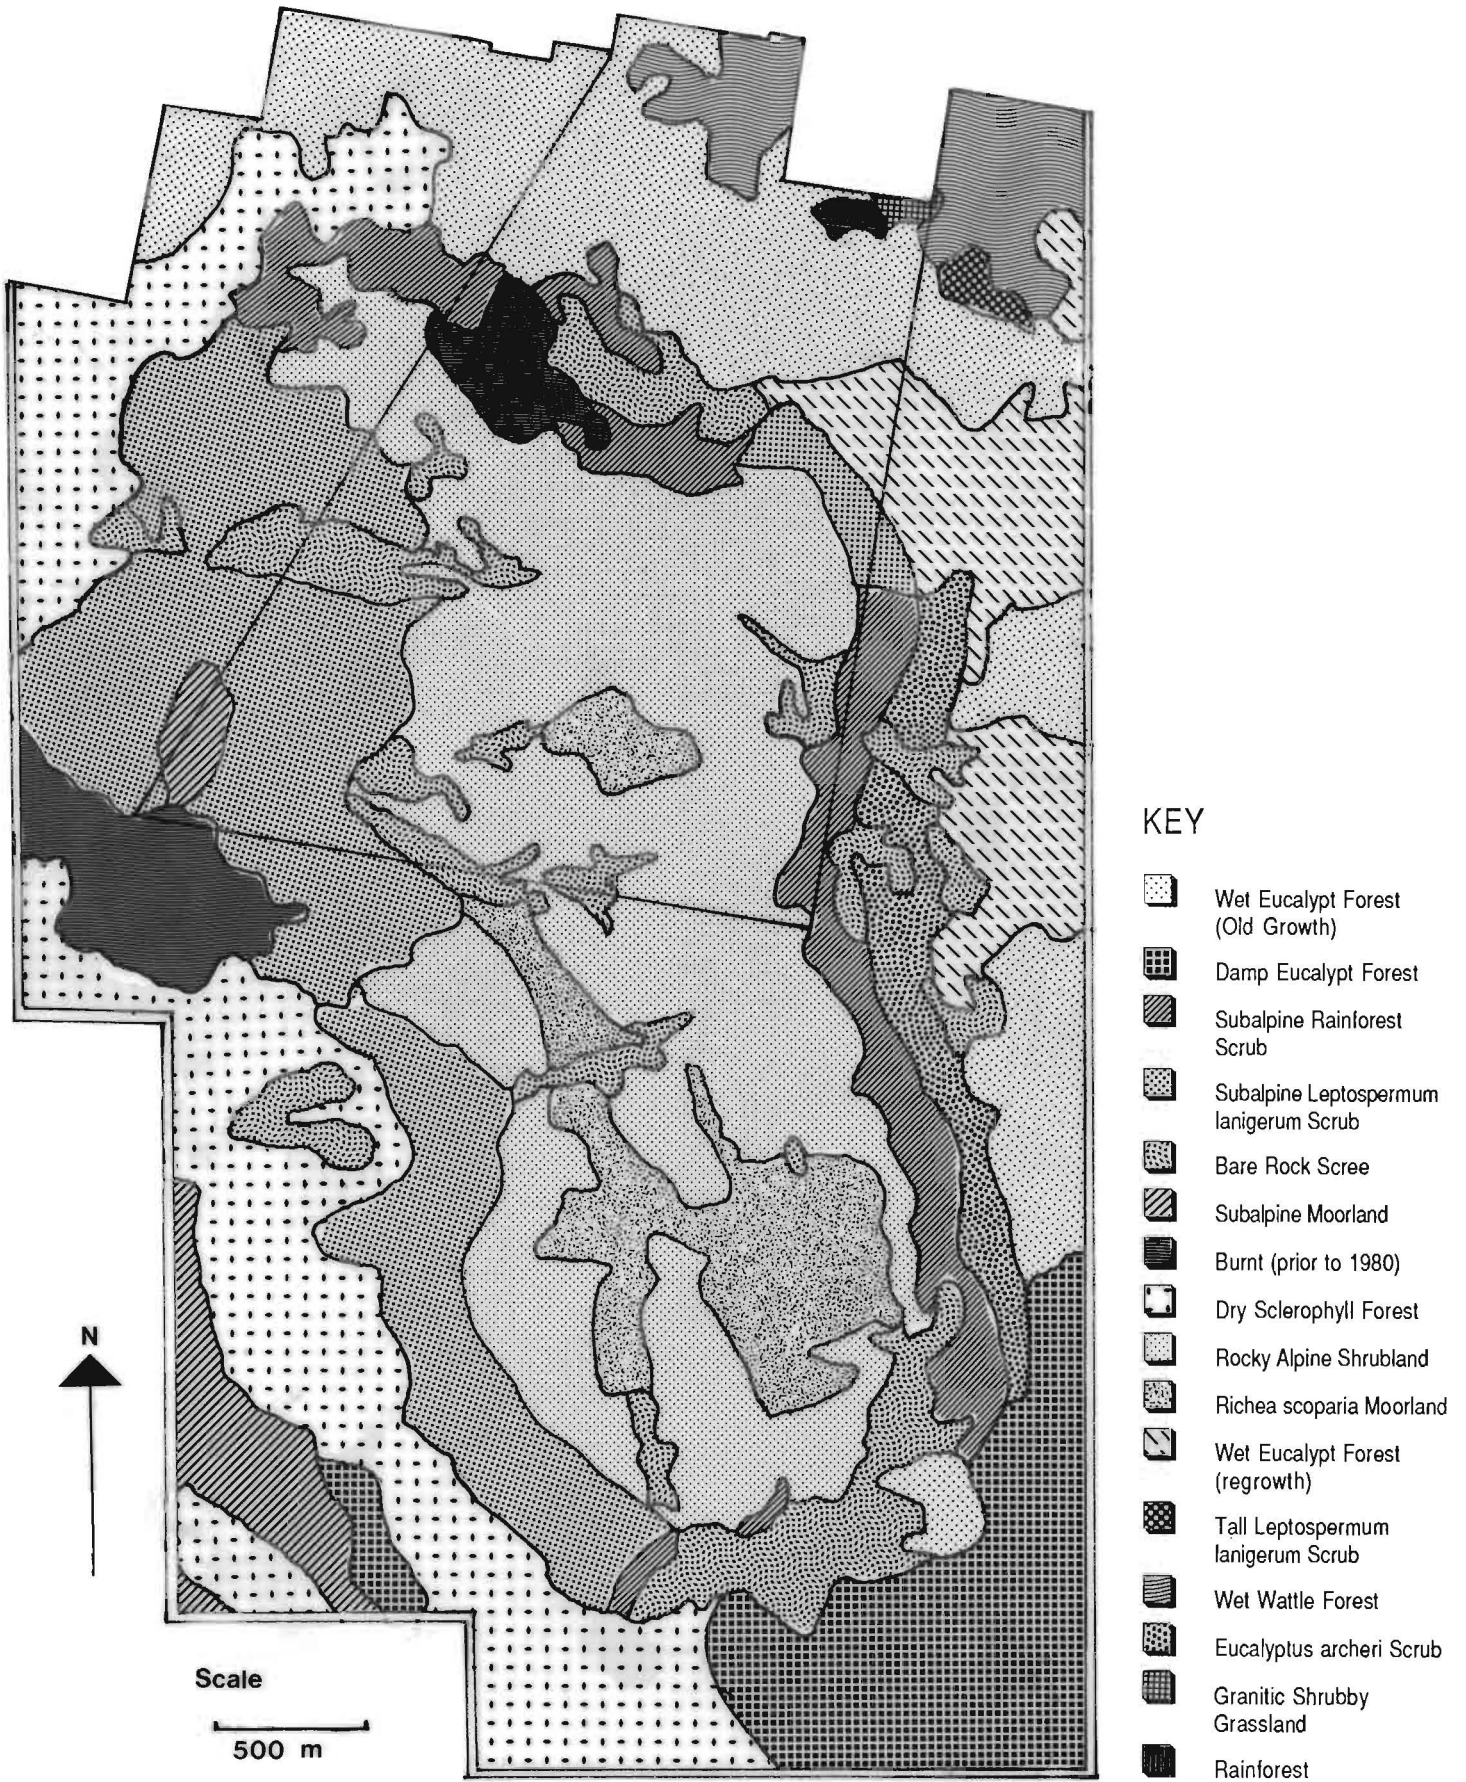 KEY
Wet Eucalypt Forest
(Old Growth)
Damp Eucalypt Forest
Subalpine Rainforest
Scrub
Subalpine Leptospermum
lanigerum Scrub
Bare Rock Scree
Subalpine Moorland
Burnt (prior to 1980)
Dry Sclerophyll Forest
Rocky Alpine Shrubland
Richea scoparia Moorland
Wet Eucalypt Forest
(regrowth)
Tall Leptospermum
lanigerum Scrub
Wet Wattle Forest
Eucalyptus archeri Scrub
Granitic Shrubby
Grassland
Rainforest
N
Scale
500 m